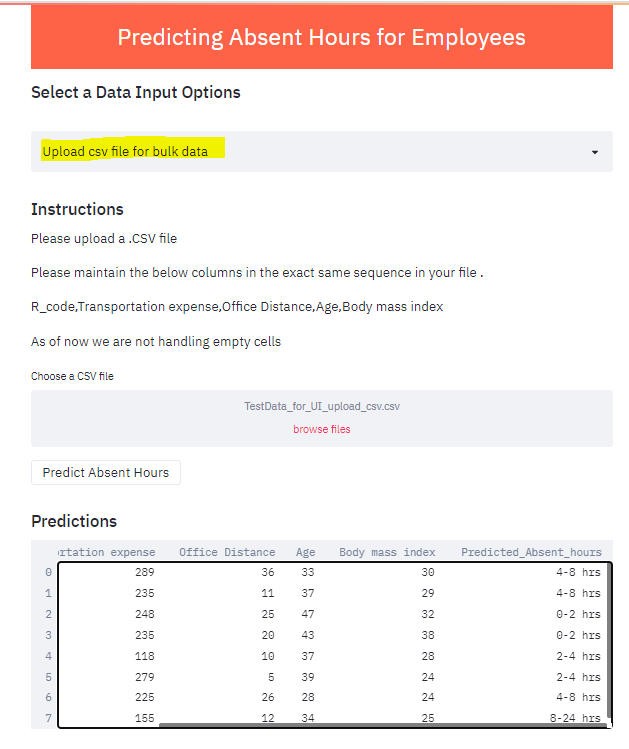 Predicting Absent Hours for Employees
Select a Data Input Options
Upload csv file for bulk data
Instructions
Please upload a .CSV file
Please maintain the below columns in the exact same sequence in your file .
R_code,Transportation expense,Office Distance,Age,Body mass index
As of now we are not handling empty cells
Choose a CSV file
TestData_for_UI_upload_csv.csv
browse files
Predict Absent Hours
Predictions
rtation expense Office Distance Age Body mass index Predicted_Absent_hours
0 289 36 33 30 4-8 hrs
1 235 11 37 29 4-8 hrs
2 248 25 47 32 0-2 hrs
3 235 20 43 38 0-2 hrs
4 118 10 37 28 2-4 hrs
5 279 5 39 24 2-4 hrs
6 225 26 28 24 4-8 hrs
7 155 12 34 25 8-24 hrs